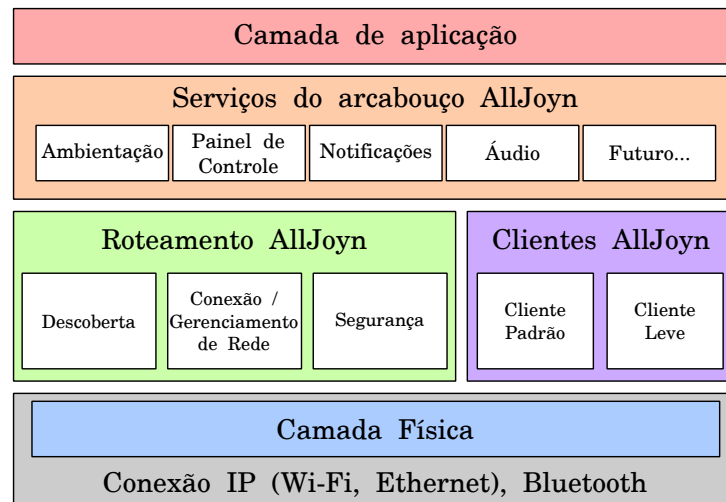 Camada de aplicação
Serviços do arcabouço AllJoyn
Ambientação
Painel de
Controle
Notificações
Áudio
Futuro...
Roteamento AllJoyn
Descoberta
Conexão /
Gerenciamento
de Rede
Segurança
Clientes AllJoyn
Cliente
Padrão
Cliente
Leve
Camada Física
Conexão IP (Wi-Fi, Ethernet), Bluetooth